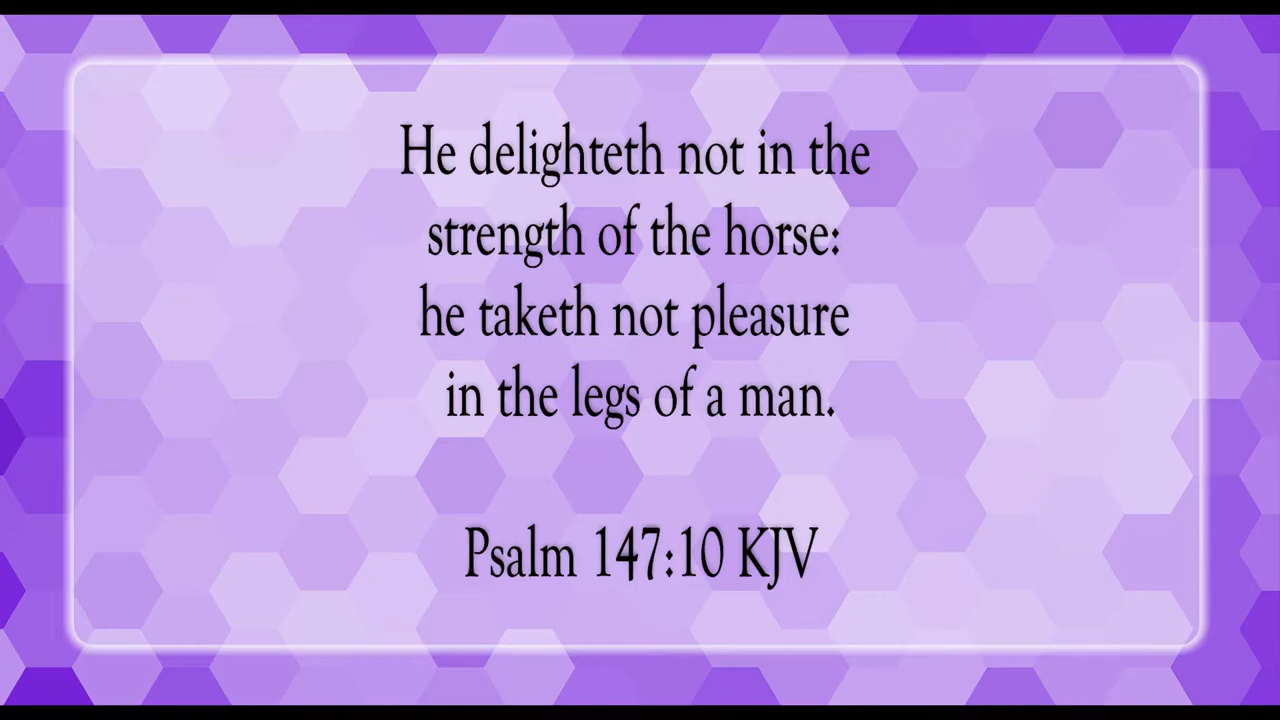 He delighteth not in the
strength of the horse:
he taketh not pleasure
in the legs of a man.
Psalm 147:10 KJV